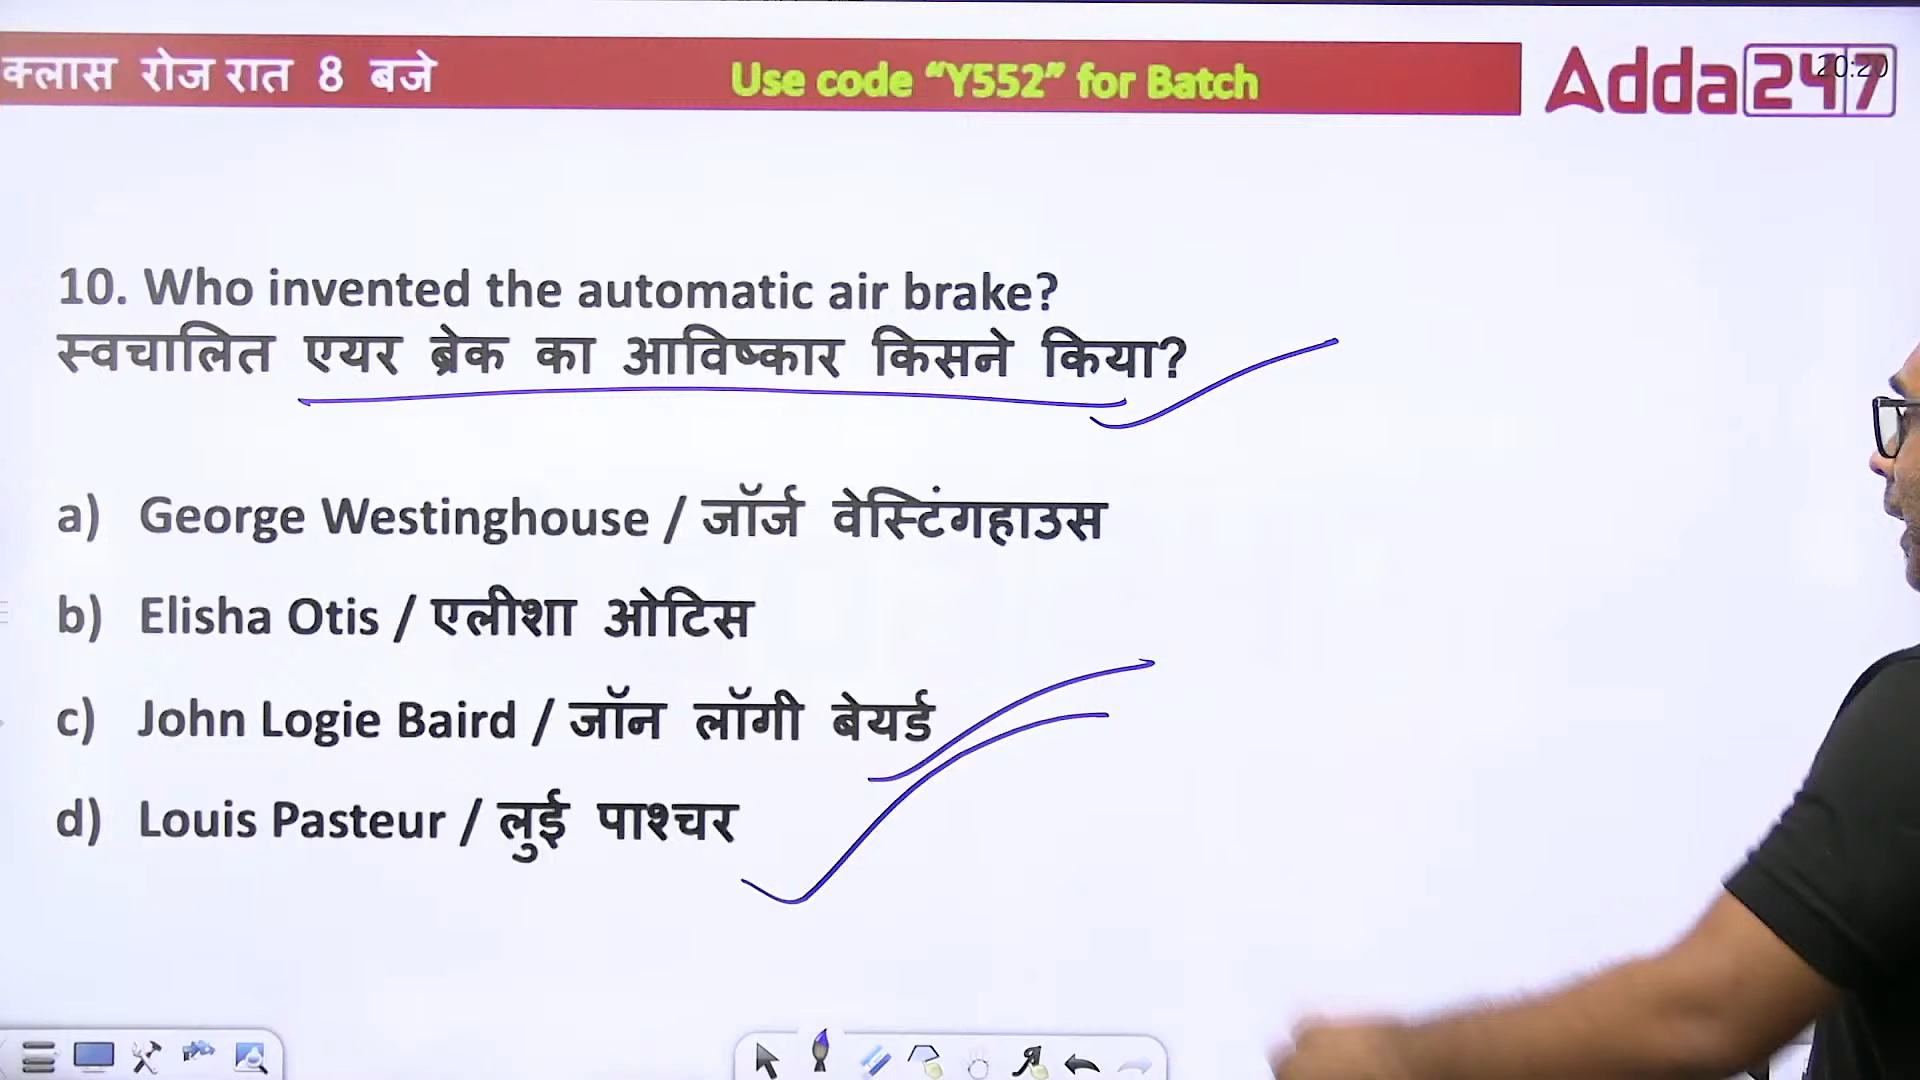 क्लास रोज रात 8 बजे
Use code “Y552” for Batch
Adda247
20:20
10. Who invented the automatic air brake?
स्वचालित एयर ब्रेक का आविष्कार किसने किया?
a) George Westinghouse / जॉर्ज वेस्टिंगहाउस
b) Elisha Otis / एलीशा ओटिस
c) John Logie Baird / जॉन लॉगी बेयर्ड
d) Louis Pasteur / लुई पाश्चर